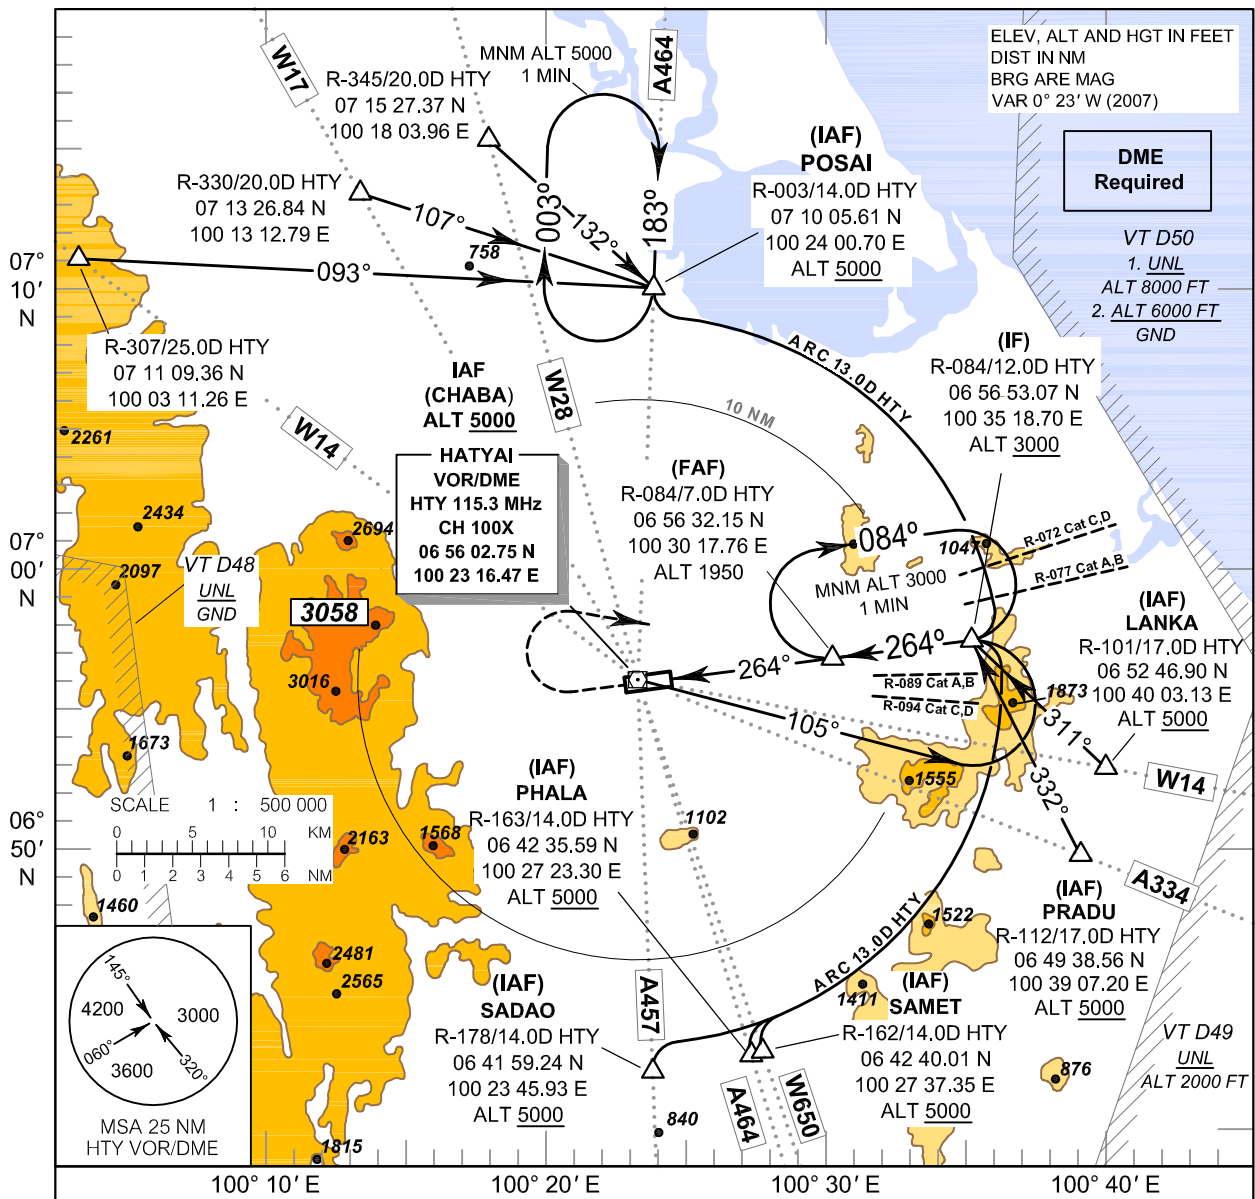 ELEV, ALT AND HGT IN FEET
DIST IN NM
BRG ARE MAG
VAR 0° 23' W (2007)
DME
Required
VT D50
1. UNL
ALT 8000 FT
2. ALT 6000 FT
GND
W17
MNM ALT 5000
1 MIN
A464
R-345/20.0D HTY
07 15 27.37 N
100 18 03.96 E
R-330/20.0D HTY
07 13 26.84 N
100 13 12.79 E
(IAF)
POSAI
R-003/14.0D HTY
07 10 05.61 N
100 24 00.70 E
ALT 5000
003°
183°
107°
132°
093°
758
07°
10'
N
R-307/25.0D HTY
07 11 09.36 N
100 03 11.26 E
ARC 13.0D HTY
(IF)
R-084/12.0D HTY
06 56 53.07 N
100 35 18.70 E
ALT 3000
IAF
(CHABA)
ALT 5000
W28
10 NM
W14
2261
HATYAI
VOR/DME
HTY 115.3 MHz
CH 100X
06 56 02.75 N
100 23 16.47 E
(FAF)
R-084/7.0D HTY
06 56 32.15 N
100 30 17.76 E
ALT 1950
2434
2694
07°
00'
N
2097
VT D48
UNL
GND
3058
3016
084°
1047
R-072 Cat C,D
R-077 Cat A,B
MNM ALT 3000
1 MIN
264°
264°
R-089 Cat A,B
R-094 Cat C,D
(IAF)
LANKA
R-101/17.0D HTY
06 52 46.90 N
100 40 03.13 E
ALT 5000
1873
311°
105°
332°
1555
W14
1673
SCALE 1 : 500 000
0 5 10 KM
0 1 2 3 4 5 6 NM
06°
50'
N
2163
1568
1102
(IAF)
PHALA
R-163/14.0D HTY
06 42 35.59 N
100 27 23.30 E
ALT 5000
A334
1460
1522
(IAF)
PRADU
R-112/17.0D HTY
06 49 38.56 N
100 39 07.20 E
ALT 5000
ARC 13.0D HTY
2481
2565
1411
(IAF)
SADAO
R-178/14.0D HTY
06 41 59.24 N
100 23 45.93 E
ALT 5000
A457
(IAF)
SAMET
R-162/14.0D HTY
06 42 40.01 N
100 27 37.35 E
ALT 5000
VT D49
UNL
ALT 2000 FT
876
A464
W650
840
145°
4200
3000
060°
3600
320°
MSA 25 NM
HTY VOR/DME
1815
100° 10' E
100° 20' E
100° 30' E
100° 40' E